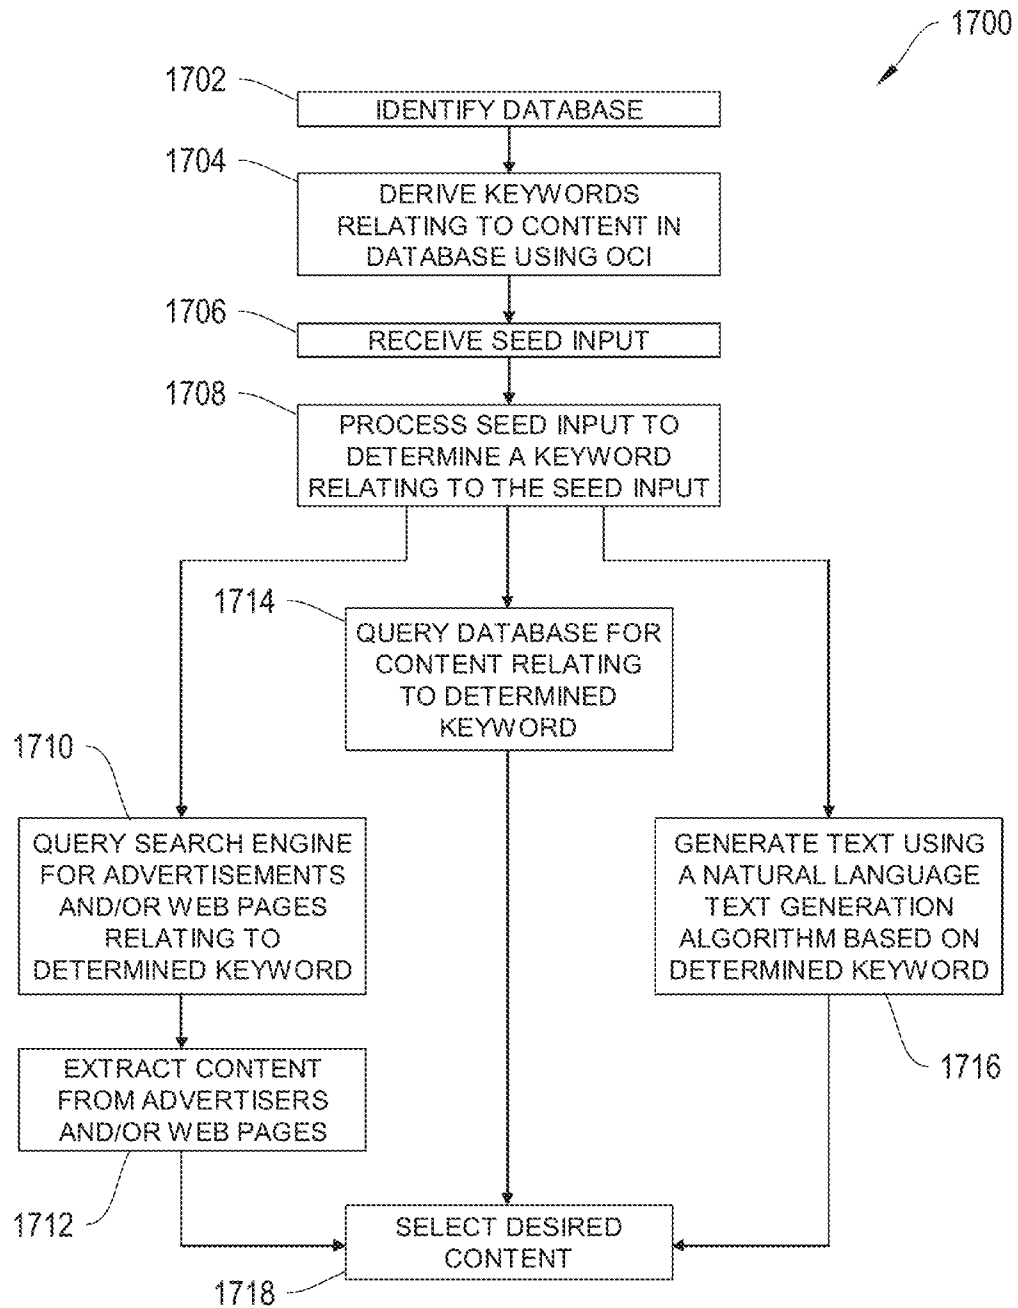 1700
1702
IDENTIFY DATABASE
1704
DERIVE KEYWORDS
RELATING TO CONTENT IN
DATABASE USING OCI
1706
RECEIVE SEED INPUT
1708
PROCESS SEED INPUT TO
DETERMINE A KEYWORD
RELATING TO THE SEED INPUT
1714
QUERY DATABASE FOR
CONTENT RELATING
TO DETERMINED
KEYWORD
1710
QUERY SEARCH ENGINE
FOR ADVERTISEMENTS
AND/OR WEB PAGES
RELATING TO
DETERMINED KEYWORD
GENERATE TEXT USING
A NATURAL LANGUAGE
TEXT GENERATION
ALGORITHM BASED ON
DETERMINED KEYWORD
1716
EXTRACT CONTENT
FROM ADVERTISERS
AND/OR WEB PAGES
1712
SELECT DESIRED
CONTENT
1718